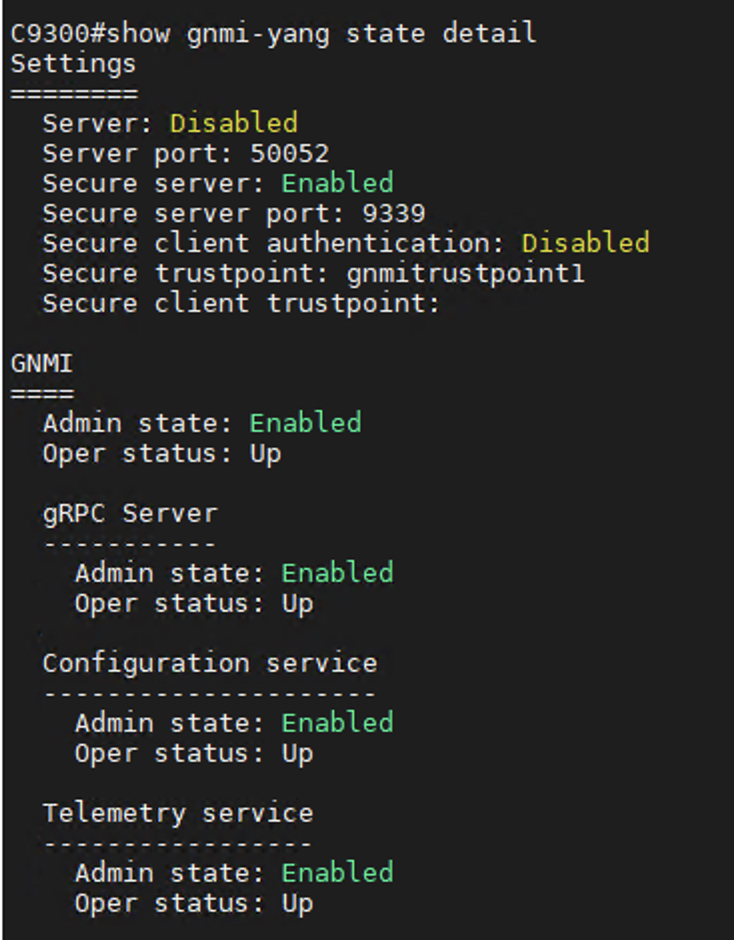 C9300#show gnmi-yang state detail
Settings
========
Server: Disabled
Server port: 50052
Secure server: Enabled
Secure server port: 9339
Secure client authentication: Disabled
Secure trustpoint: gnmitrustpoint1
Secure client trustpoint:
GNMI
====
Admin state: Enabled
Oper status: Up
gRPC Server
-----------
Admin state: Enabled
Oper status: Up
Configuration service
---------------------
Admin state: Enabled
Oper status: Up
Telemetry service
-----------------
Admin state: Enabled
Oper status: Up